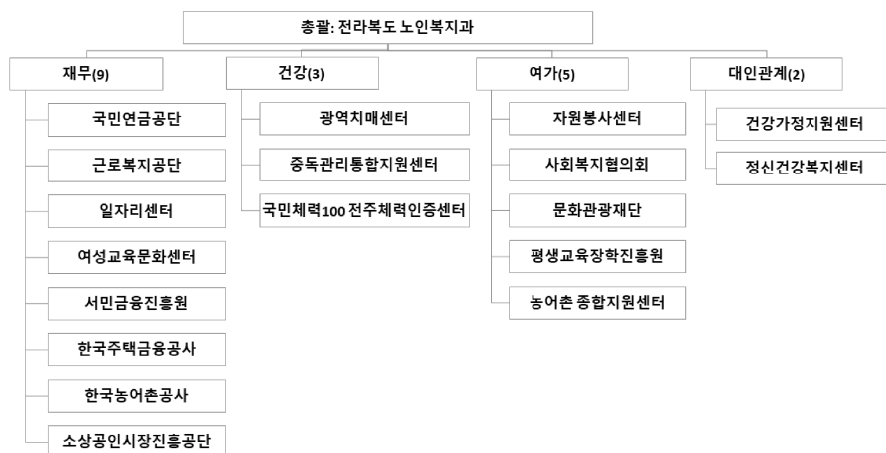 총괄: 전라북도 노인복지과
재무(9)
국민연금공단
근로복지공단
일자리센터
여성교육문화센터
서민금융진흥원
한국주택금융공사
한국농어촌공사
소상공인시장진흥공단
건강(3)
광역치매센터
중독관리통합지원센터
국민체력100 전주체력인증센터
여가(5)
자원봉사센터
사회복지협의회
문화관광재단
평생교육장학진흥원
농어촌 종합지원센터
대인관계(2)
건강가정지원센터
정신건강복지센터